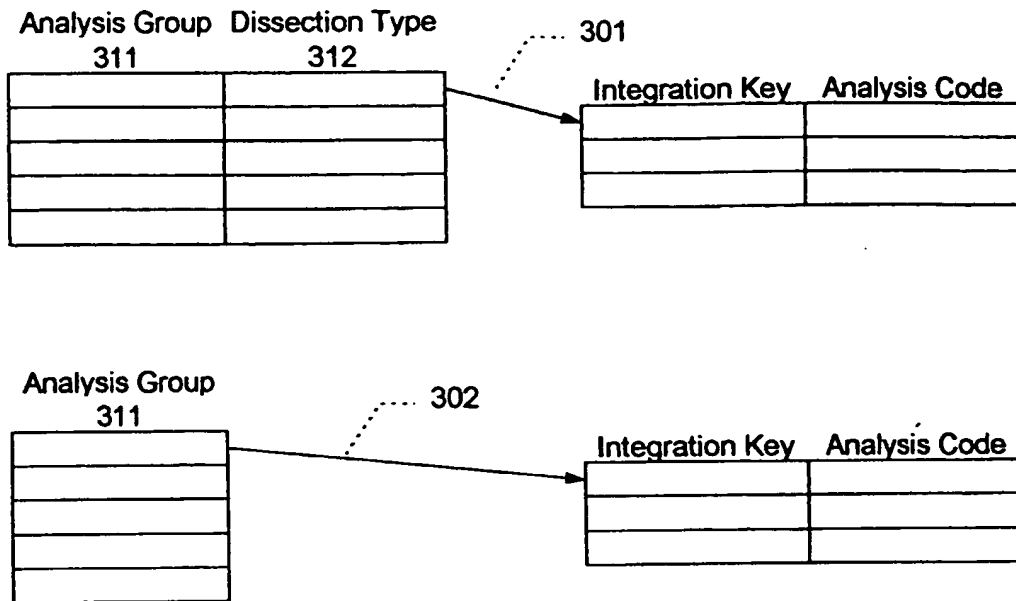 Analysis Group Dissection Type
311 312
301
Integration Key Analysis Code
Analysis Group
311
302
Integration Key Analysis Code